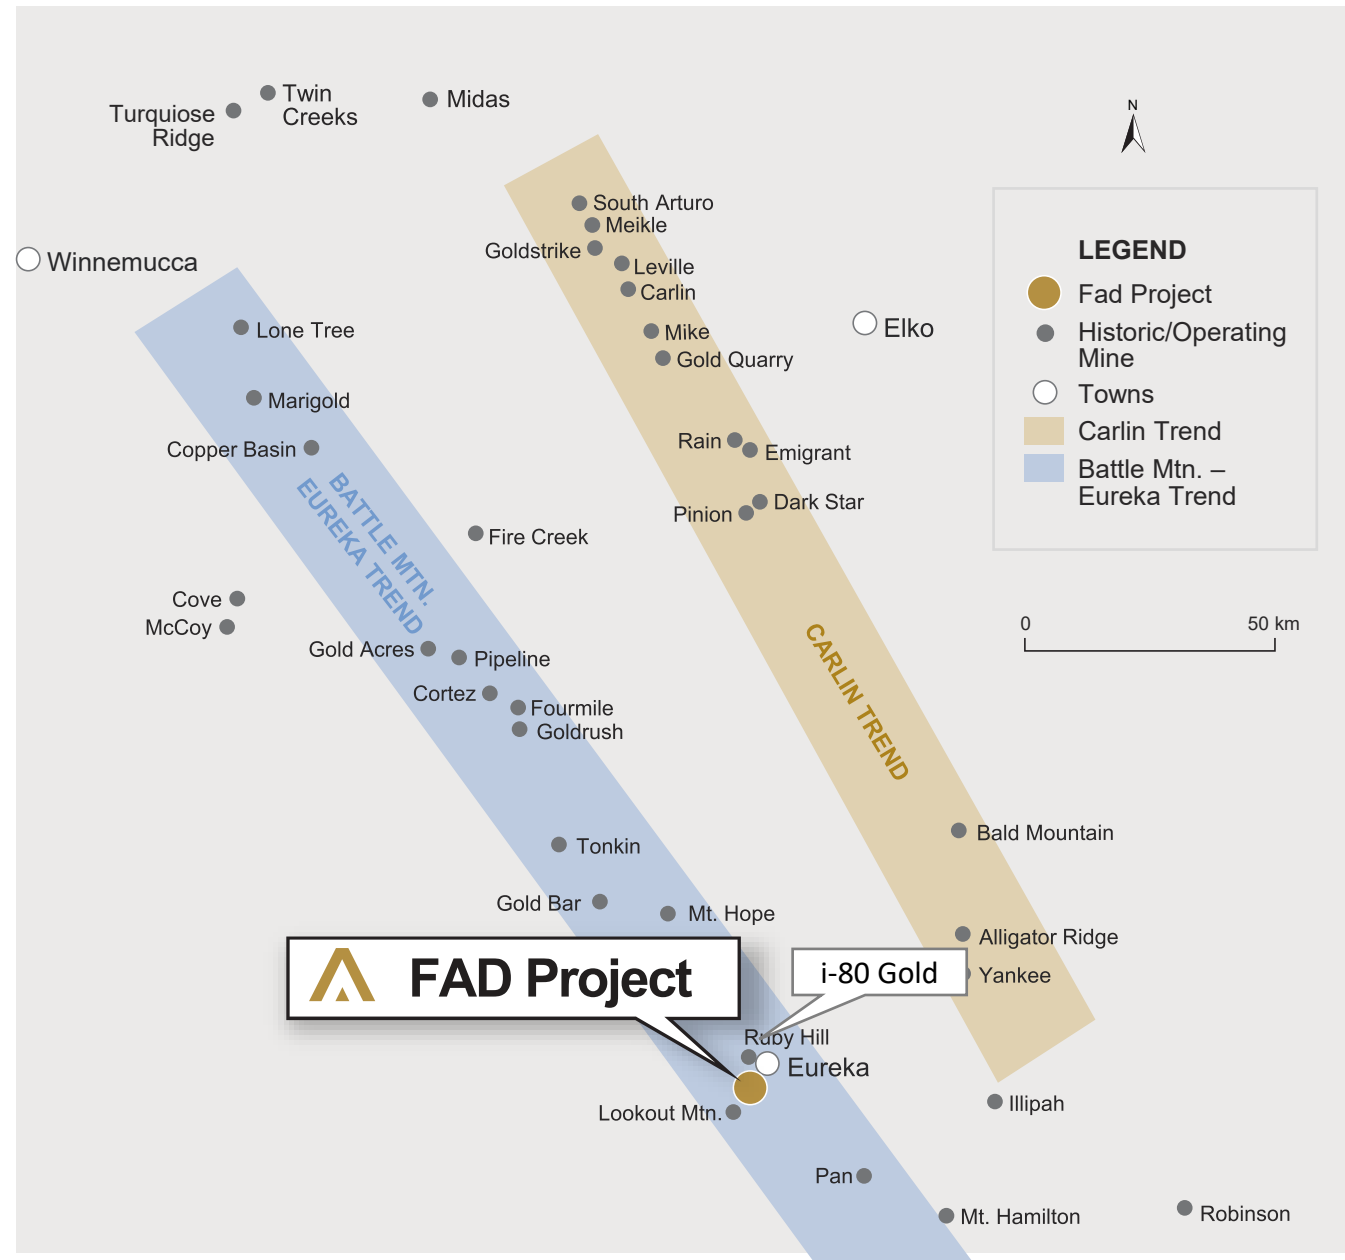 Twin
Creeks
Midas
Turquiose
Ridge
N
South Arturo
Meikle
Goldstrike
Leville
Carlin
Winnemucca
Elko
Lone Tree
Mike
Gold Quarry
Marigold
Copper Basin
Rain
Emigrant
Dark Star
Pinion
LEGEND
Fad Project
Historic/Operating
Mine
Towns
Carlin Trend
Battle Mtn. –
Eureka Trend
BATTLE MTN.
EUREKA TREND
Fire Creek
Cove
McCoy
0
50 km
Gold Acres
Pipeline
Cortez
Fourmile
Goldrush
CARLIN TREND
Bald Mountain
Tonkin
Gold Bar
Mt. Hope
Alligator Ridge
FAD Project
i-80 Gold
Yankee
Ruby Hill
Eureka
Lookout Mtn.
Illipah
Pan
Mt. Hamilton
Robinson